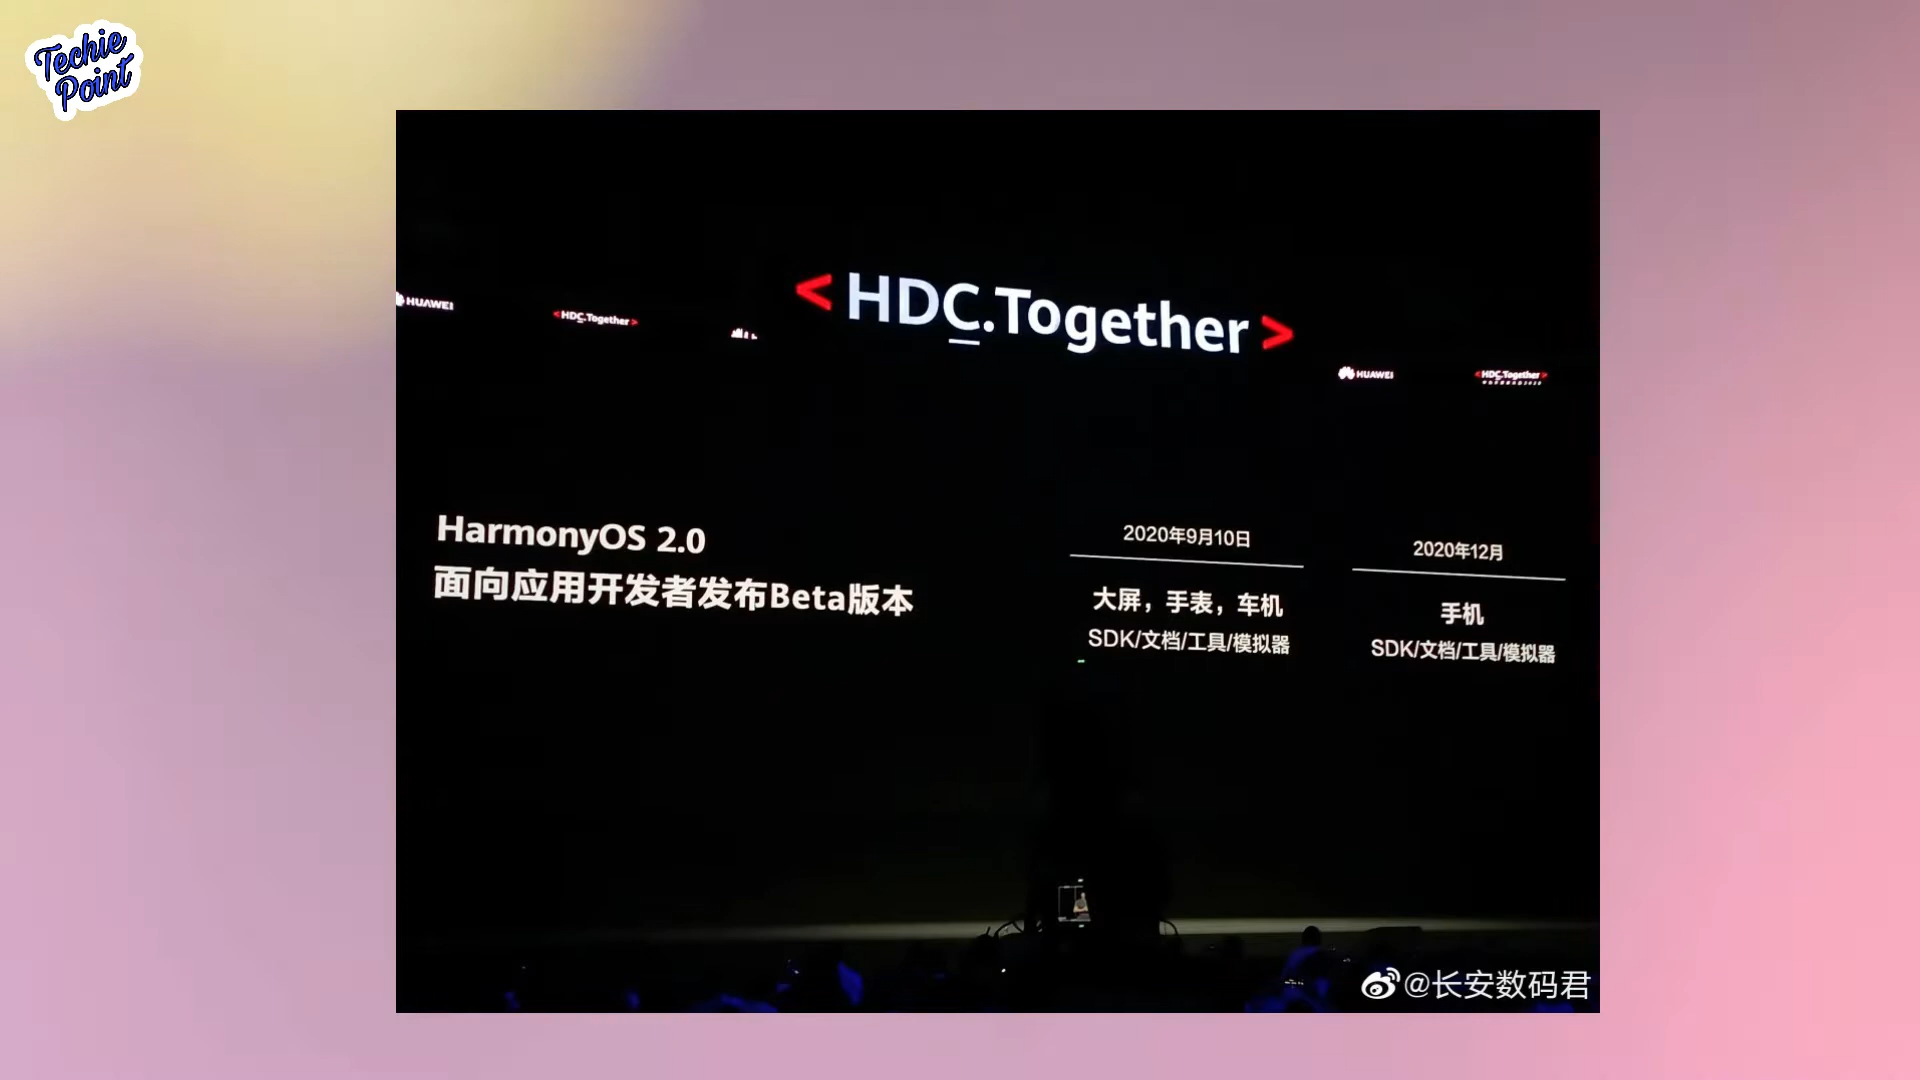 Techie
Point
HUAWEI
<HDC.Together>
<HDC.Together>
HUAWEI
<HDC.Together>
HarmonyOS 2.0
面向应用开发者发布Beta版本
2020年9月10日
大屏，手表，车机
SDK/文档/工具/模拟器
2020年12月
手机
SDK/文档/工具/模拟器
@长安数码君